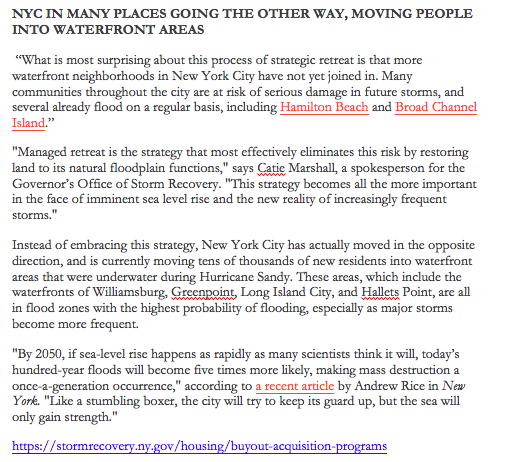 NYC IN MANY PLACES GOING THE OTHER WAY, MOVING PEOPLE
INTO WATERFRONT AREAS
“What is most surprising about this process of strategic retreat is that more
waterfront neighborhoods in New York City have not yet joined in. Many
communities throughout the city are at risk of serious damage in future storms, and
several already flood on a regular basis, including Hamilton Beach and Broad Channel
Island.”
"Managed retreat is the strategy that most effectively eliminates this risk by restoring
land to its natural floodplain functions," says Catie Marshall, a spokesperson for the
Governor’s Office of Storm Recovery. "This strategy becomes all the more important
in the face of imminent sea level rise and the new reality of increasingly frequent
storms."
Instead of embracing this strategy, New York City has actually moved in the opposite
direction, and is currently moving tens of thousands of new residents into waterfront
areas that were underwater during Hurricane Sandy. These areas, which include the
waterfronts of Williamsburg, Greenpoint, Long Island City, and Hallets Point, are all
in flood zones with the highest probability of flooding, especially as major storms
become more frequent.
"By 2050, if sea-level rise happens as rapidly as many scientists think it will, today’s
hundred-year floods will become five times more likely, making mass destruction a
once-a-generation occurrence," according to a recent article by Andrew Rice in New
York. "Like a stumbling boxer, the city will try to keep its guard up, but the sea will
only gain strength."
https://stormrecovery.ny.gov/housing/buyout-acquisition-programs